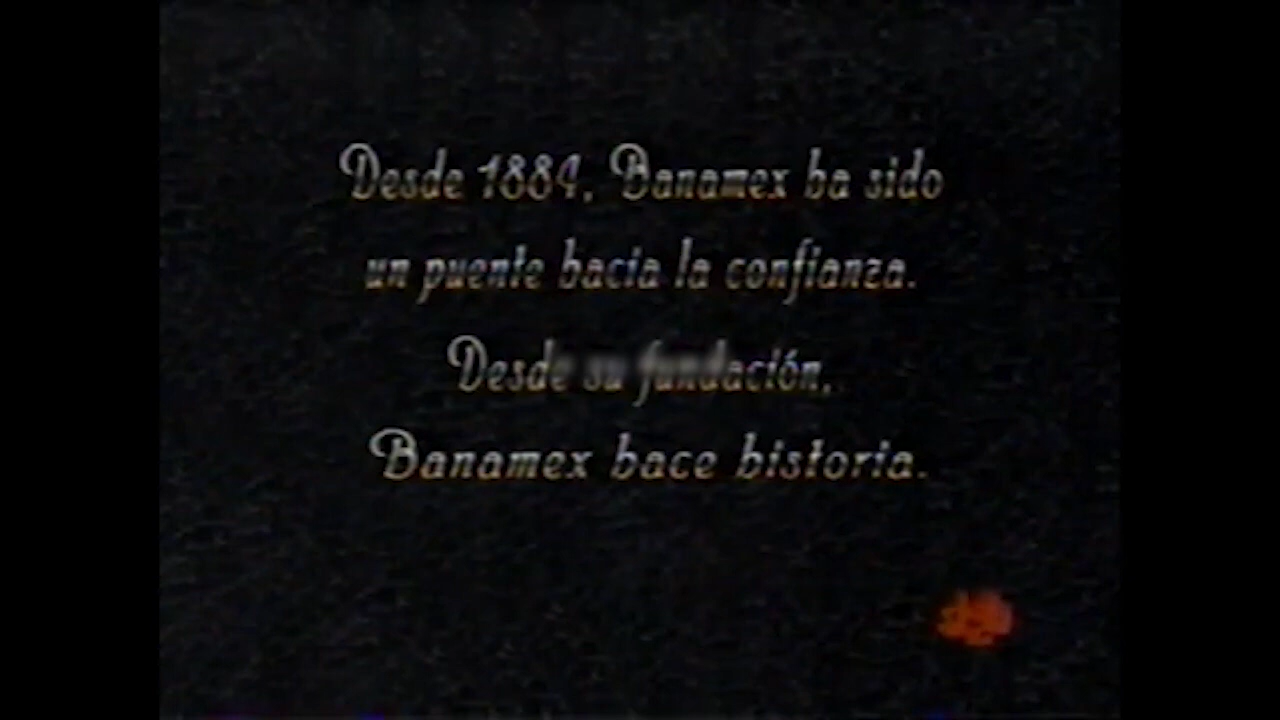 Desde 1884, Banamex ha sido
un puente hacia la confianza.
Desde su fundación,
Banamex hace historia.